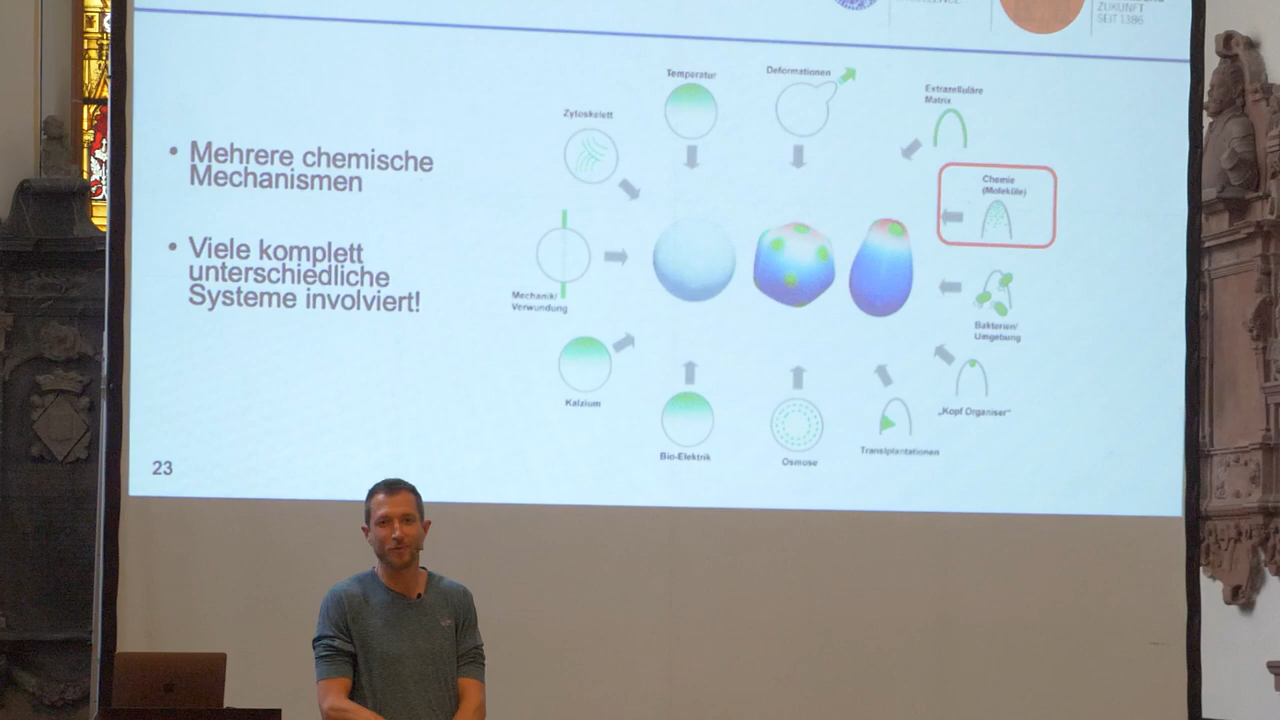 ZUKUNFT
SEIT 1386
• Mehrere chemische
Mechanismen
• Viele komplett
unterschiedliche
Systeme involviert!
Temperatur
Deformationen
Extrazelluläre
Matrix
Zytoskelett
Chemie
(Moleküle)
Mechanik/
Verwundung
Bakterien/
Umgebung
Kalzium
„Kopf Organiser“
Bio-Elektrik
Osmose
Transplantationen
23